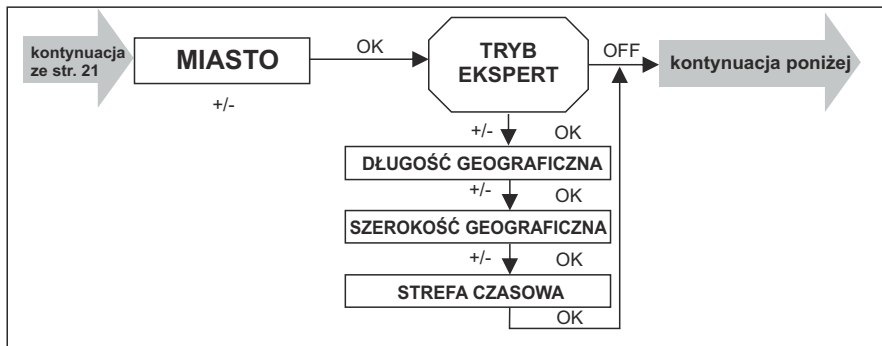 kontynuacja
ze str. 21
MIASTO
+/-
OK
TRYB
EKSPERT
OFF
kontynuacja poniżej
+/- OK
DŁUGOŚĆ GEOGRAFICZNA
+/- OK
SZEROKOŚĆ GEOGRAFICZNA
+/- OK
STREFA CZASOWA
OK